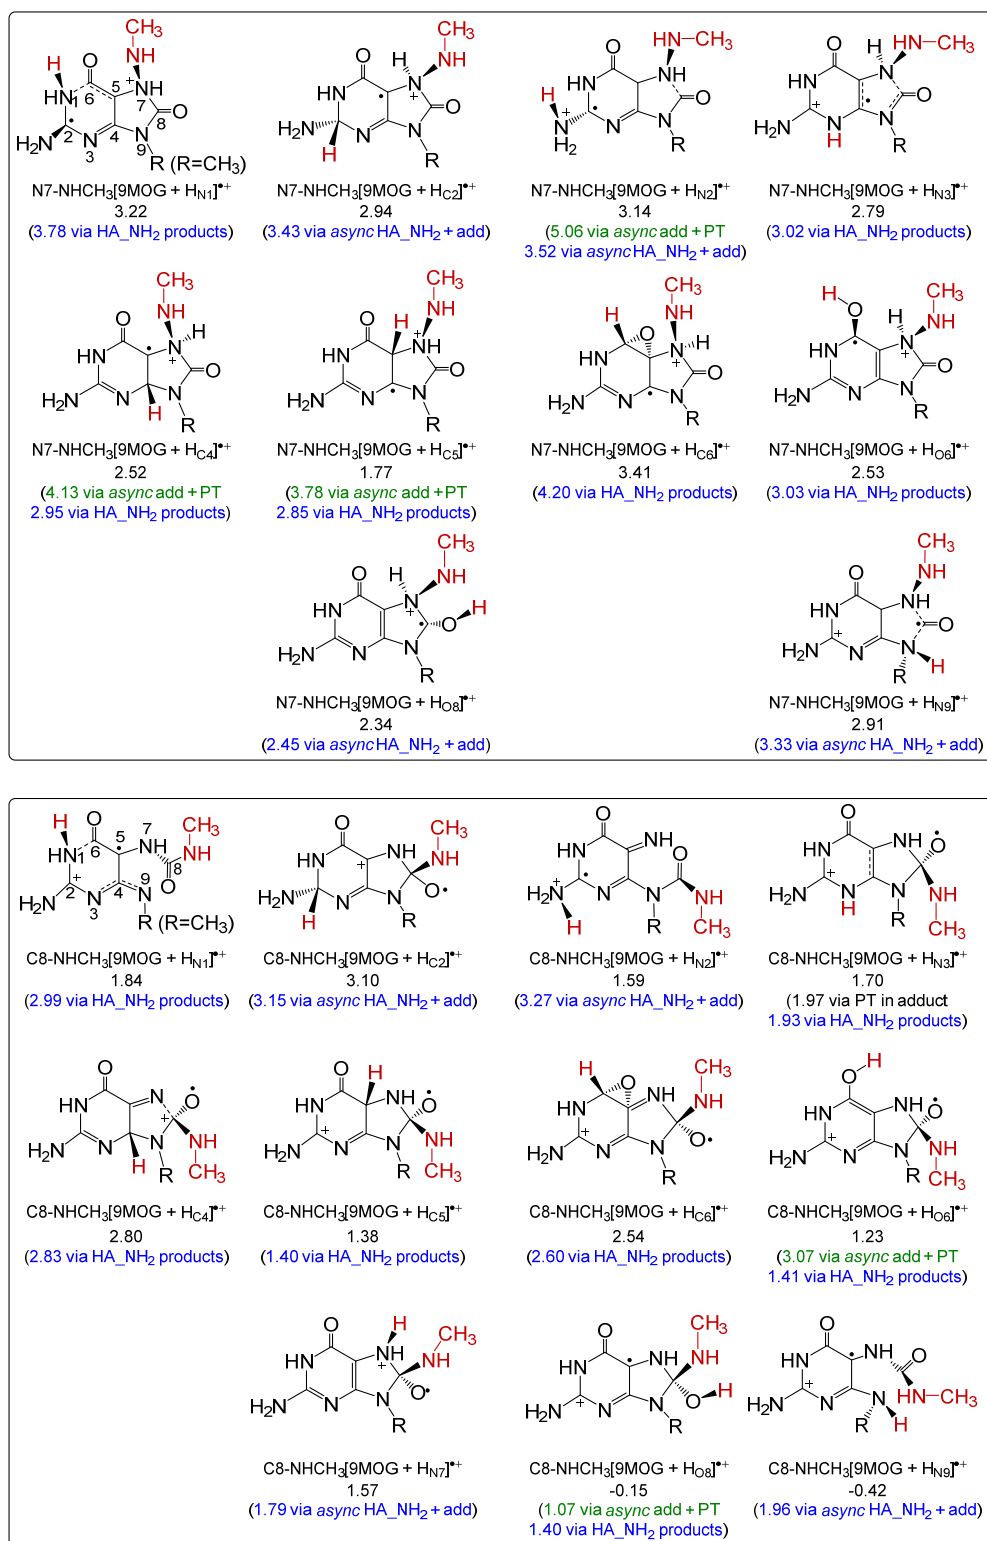 N7-NHCH3[9MOG + HN1]•+
3.22
(3.78 via HA_NH2 products)
N7-NHCH3[9MOG + HC2]•+
2.94
(3.43 via async HA_NH2 + add)
N7-NHCH3[9MOG + HN2]•+
3.14
(5.06 via async add + PT
3.52 via async HA_NH2 + add)
N7-NHCH3[9MOG + HN3]•+
2.79
(3.02 via HA_NH2 products)
(R=CH3)
N7-NHCH3[9MOG + HC4]•+
2.52
(4.13 via async add + PT
2.95 via HA_NH2 products)
N7-NHCH3[9MOG + HC5]•+
1.77
(3.78 via async add + PT
2.85 via HA_NH2 products)
N7-NHCH3[9MOG + HC6]•+
3.41
(4.20 via HA_NH2 products)
N7-NHCH3[9MOG + HO6]•+
2.53
(3.03 via HA_NH2 products)
N7-NHCH3[9MOG + HO8]•+
2.34
(2.45 via async HA_NH2 + add)
N7-NHCH3[9MOG + HN9]•+
2.91
(3.33 via async HA_NH2 + add)
(R=CH3)
C8-NHCH3[9MOG + HN1]•+
1.84
(2.99 via HA_NH2 products)
C8-NHCH3[9MOG + HC2]•+
3.10
(3.15 via async HA_NH2 + add)
C8-NHCH3[9MOG + HN2]•+
1.59
(3.27 via async HA_NH2 + add)
C8-NHCH3[9MOG + HN3]•+
1.70
(1.97 via PT in adduct
1.93 via HA_NH2 products)
C8-NHCH3[9MOG + HC4]•+
2.80
(2.83 via HA_NH2 products)
C8-NHCH3[9MOG + HC5]•+
1.38
(1.40 via HA_NH2 products)
C8-NHCH3[9MOG + HC6]•+
2.54
(2.60 via HA_NH2 products)
C8-NHCH3[9MOG + HO6]•+
1.23
(3.07 via async add + PT
1.41 via HA_NH2 products)
C8-NHCH3[9MOG + HN7]•+
1.57
(1.79 via async HA_NH2 + add)
C8-NHCH3[9MOG + HO8]•+
-0.15
(1.07 via async add + PT
1.40 via HA_NH2 products)
C8-NHCH3[9MOG + HN9]•+
-0.42
(1.96 via async HA_NH2 + add)